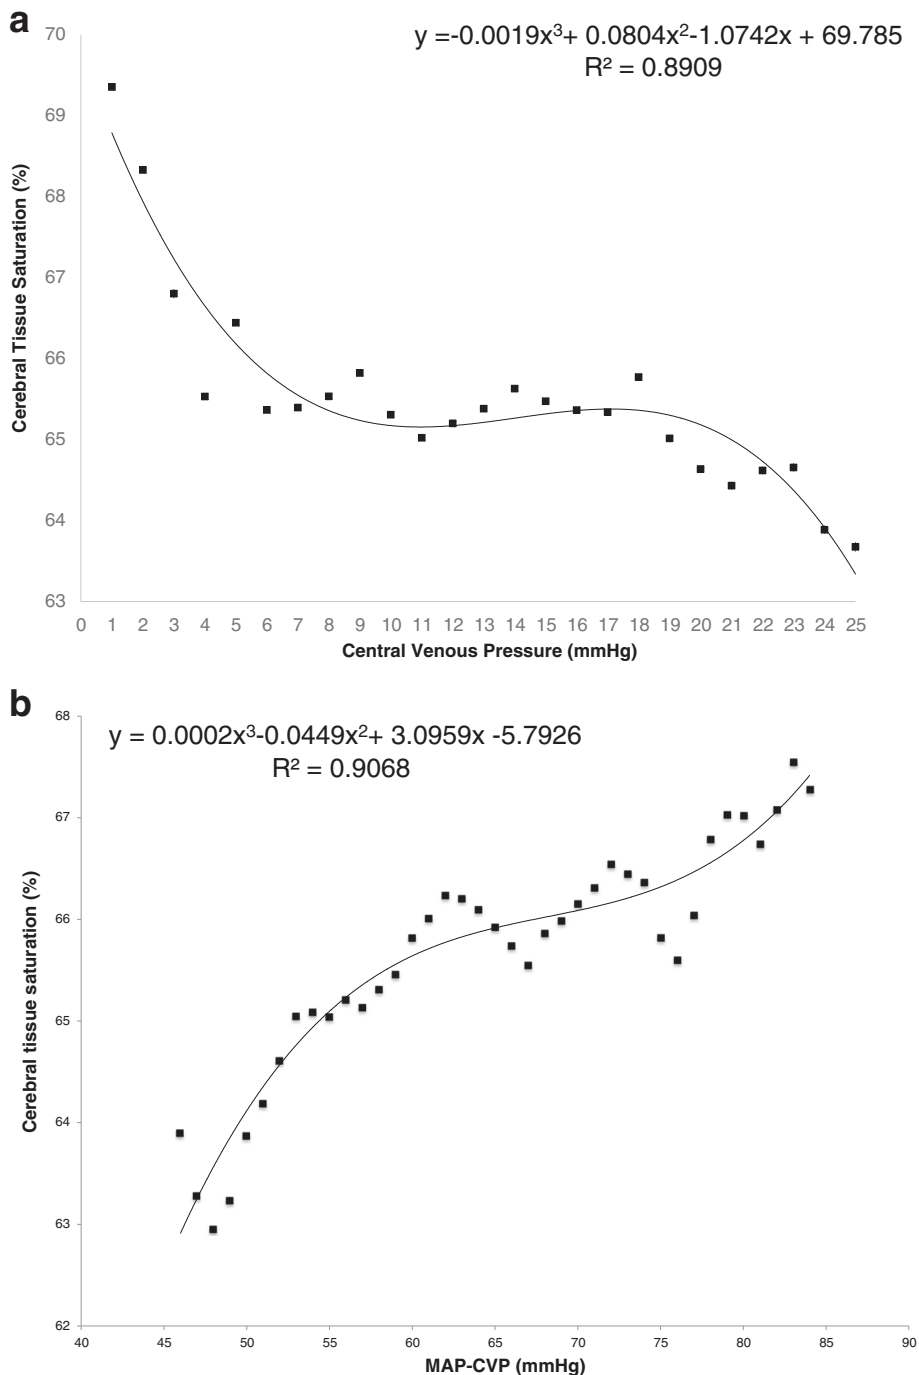 a
y =-0.0019x³+ 0.0804x²-1.0742x + 69.785
R² = 0.8909
70
69
68
67
66
65
64
63
Cerebral Tissue Saturation (%)
0 1 2 3 4 5 6 7 8 9 10 11 12 13 14 15 16 17 18 19 20 21 22 23 24 25
Central Venous Pressure (mmHg)
b
y = 0.0002x³-0.0449x²+ 3.0959x -5.7926
R² = 0.9068
68
67
66
65
64
63
62
Cerebral tissue saturation (%)
40 45 50 55 60 65 70 75 80 85 90
MAP-CVP (mmHg)